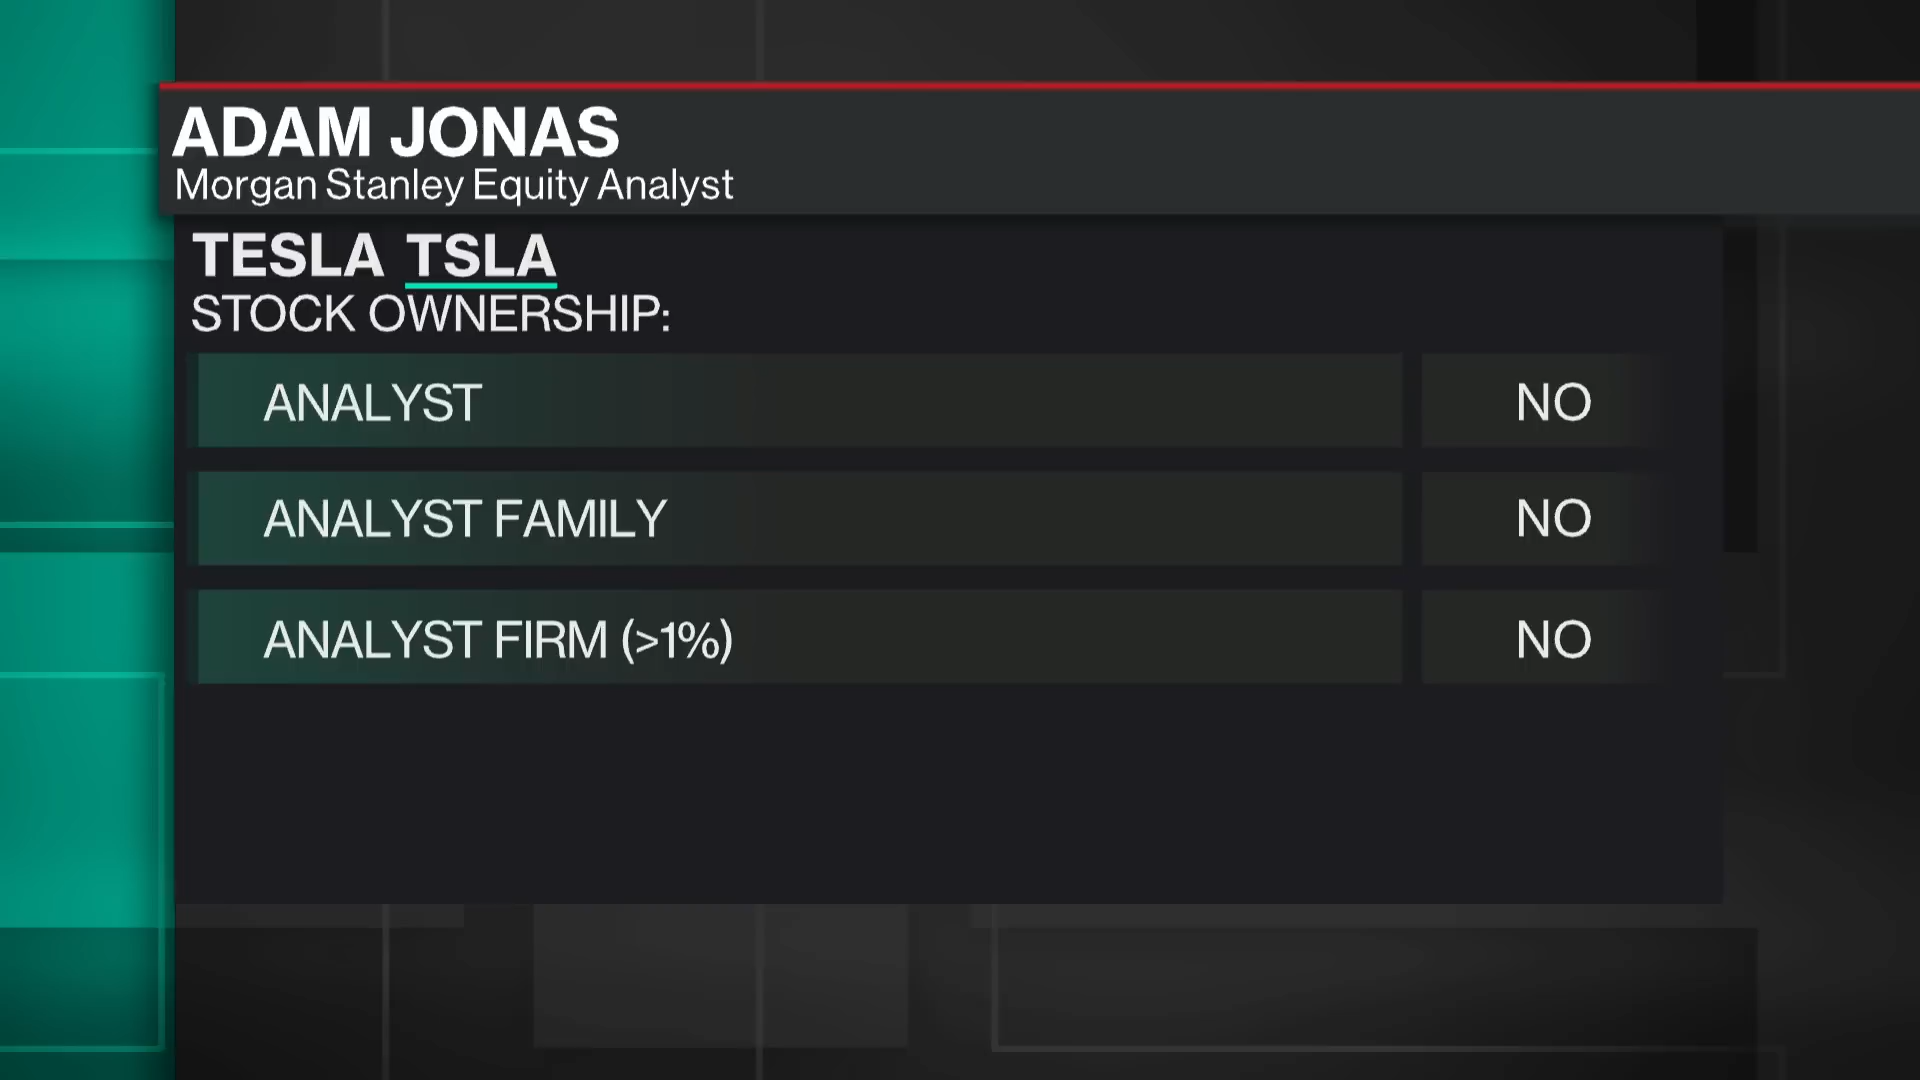 ADAM JONAS
Morgan Stanley Equity Analyst
TESLA TSLA
STOCK OWNERSHIP:
ANALYST NO
ANALYST FAMILY NO
ANALYST FIRM (>1%) NO